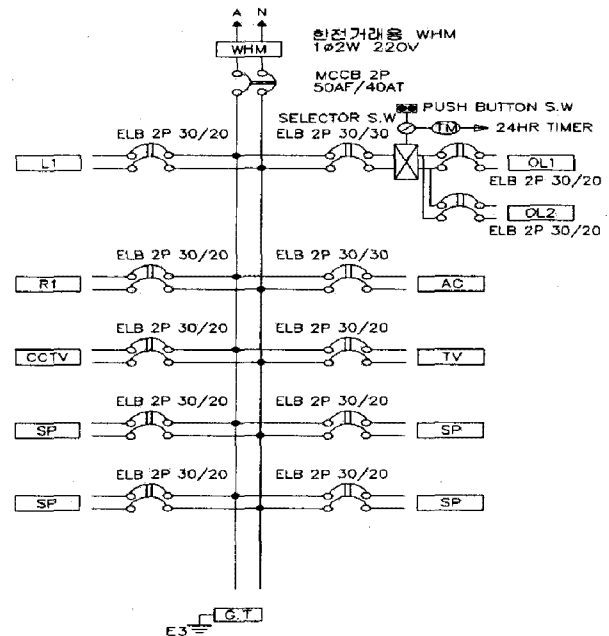 A N
한전거래용 WHM
WHM
1ø2W 220V
MCCB 2P
50AF/40AT
PUSH BUTTON S.W
SELECTOR S.W
TM
24HR TIMER
ELB 2P 30/20
ELB 2P 30/30
L1
OL1
ELB 2P 30/20
OL2
ELB 2P 30/20
ELB 2P 30/20
ELB 2P 30/30
R1
AC
ELB 2P 30/20
ELB 2P 30/20
CCTV
TV
ELB 2P 30/20
ELB 2P 30/20
SP
SP
ELB 2P 30/20
ELB 2P 30/20
SP
SP
G.T
E3